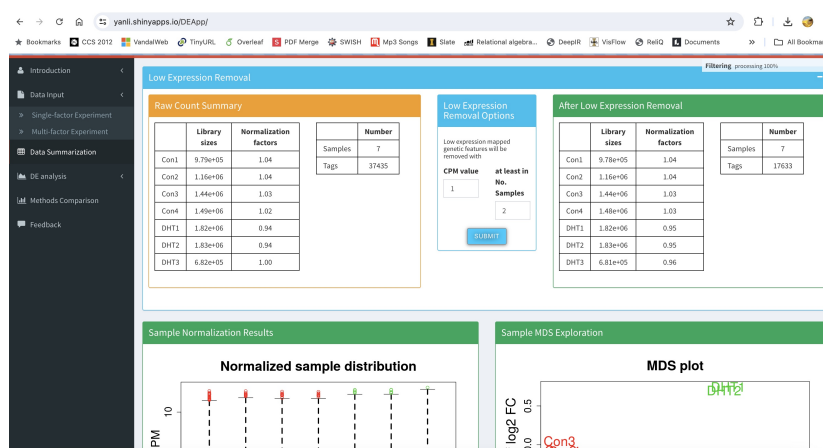 yanli.shinyapps.io/DEApp/
Bookmarks CCS 2012 VandalWeb TinyURL Overleaf PDF Merge SWISH Mp3 Songs Slate Relational algebra... DeepIR VisFlow ReliQ Documents » All Bookmar
Filtering processing 100%
Introduction
Data Input
» Single-factor Experiment
» Multi-factor Experiment
Data Summarization
DE analysis
Methods Comparison
Feedback
Low Expression Removal
Raw Count Summary
Library sizes Normalization factors
Con1 9.79e+05 1.04
Con2 1.16e+06 1.04
Con3 1.44e+06 1.03
Con4 1.49e+06 1.02
DHT1 1.82e+06 0.94
DHT2 1.83e+06 0.94
DHT3 6.82e+05 1.00
Number
Samples 7
Tags 37435
Low Expression
Removal Options
Low expression mapped
genetic features will be
removed with
CPM value
1
at least in
No.
Samples
2
SUBMIT
After Low Expression Removal
Library sizes Normalization factors
Con1 9.78e+05 1.04
Con2 1.16e+06 1.04
Con3 1.44e+06 1.03
Con4 1.48e+06 1.03
DHT1 1.82e+06 0.95
DHT2 1.83e+06 0.95
DHT3 6.81e+05 0.96
Number
Samples 7
Tags 17633
Sample Normalization Results
Normalized sample distribution
10
PM
Sample MDS Exploration
MDS plot
DHT1
DHT2
log2 FC
0.5
0.0
Con3